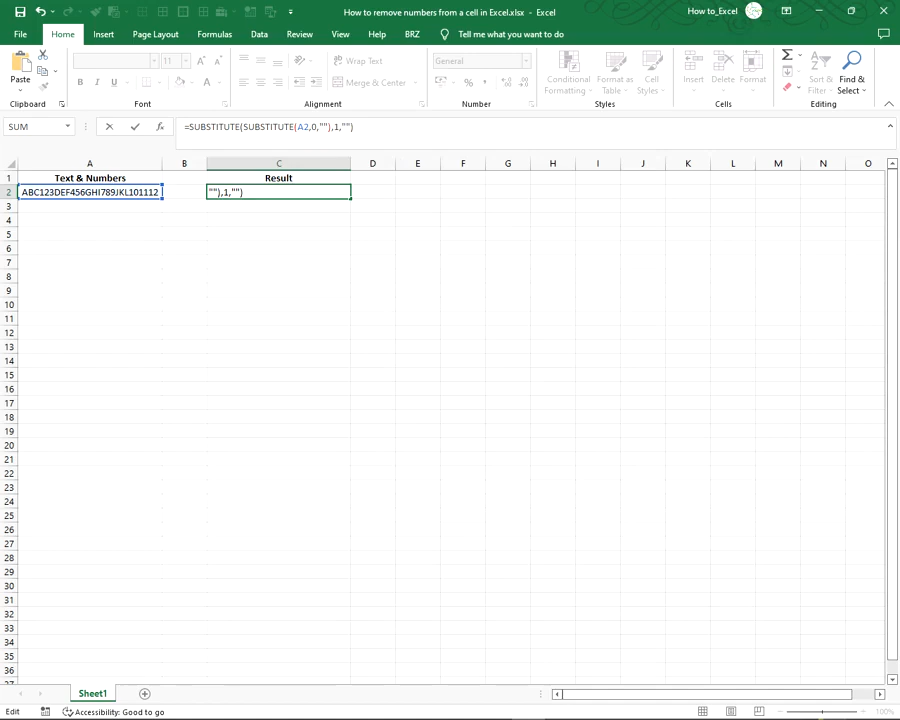 How to remove numbers from a cell in Excel.xlsx - Excel
How to_Excel
File Home Insert Page Layout Formulas Data Review View Help BRZ Tell me what you want to do
Paste
Clipboard
11
B I U
A A
Font
Wrap Text
Merge & Center
Alignment
General
%
Number
Conditional Formatting
Format as Table
Cell Styles
Styles
Insert Delete Format
Cells
Sort & Filter
Find & Select
Editing
SUM
fx
=SUBSTITUTE(SUBSTITUTE(A2,0,""),1,"")
A B C D E F G H I J K L M N O
1 Text & Numbers Result
2 ABC123DEF456GHI789JKL101112 ""),1,"")
3
4
5
6
7
8
9
10
11
12
13
14
15
16
17
18
19
20
21
22
23
24
25
26
27
28
29
30
31
32
33
34
35
36
37
Sheet1
Edit Accessibility: Good to go
100%